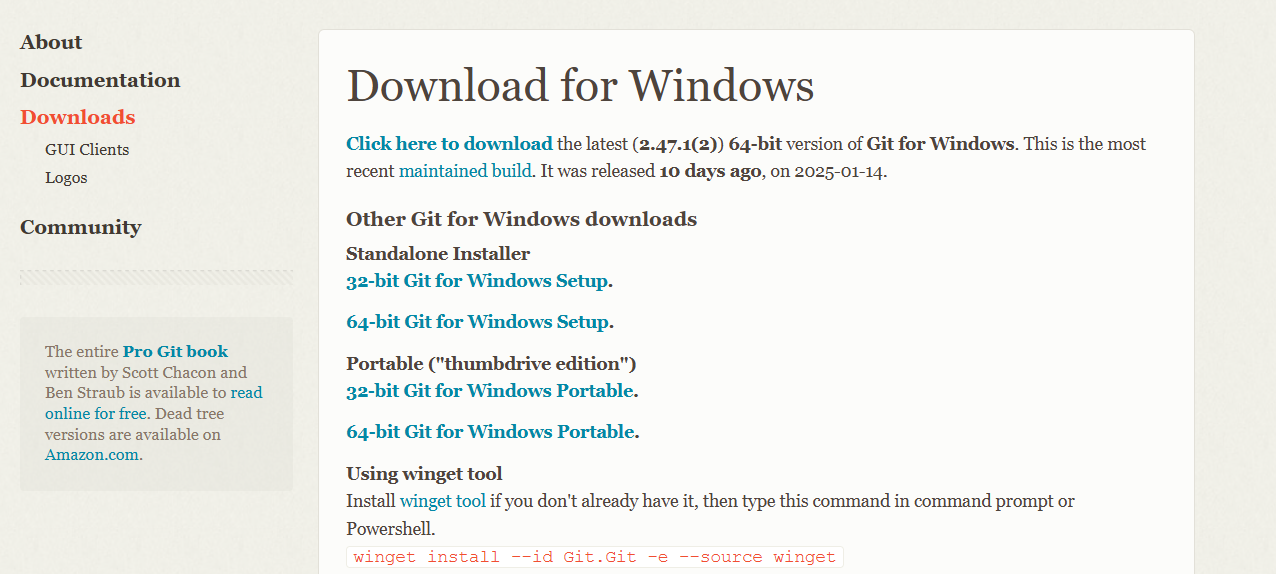 About
Documentation
Downloads
GUI Clients
Logos
Community
The entire Pro Git book
written by Scott Chacon and
Ben Straub is available to read
online for free. Dead tree
versions are available on
Amazon.com.
Download for Windows
Click here to download the latest (2.47.1(2)) 64-bit version of Git for Windows. This is the most
recent maintained build. It was released 10 days ago, on 2025-01-14.
Other Git for Windows downloads
Standalone Installer
32-bit Git for Windows Setup.
64-bit Git for Windows Setup.
Portable ("thumbdrive edition")
32-bit Git for Windows Portable.
64-bit Git for Windows Portable.
Using winget tool
Install winget tool if you don't already have it, then type this command in command prompt or
Powershell.
winget install --id Git.Git -e --source winget